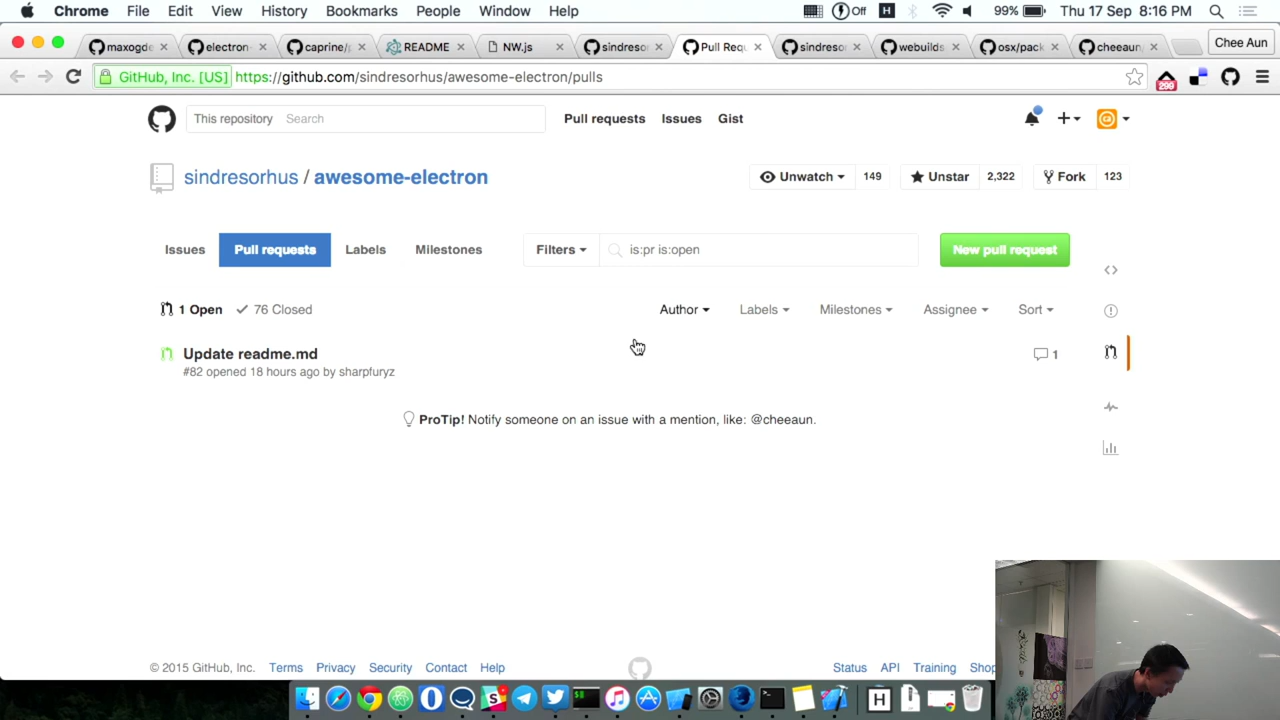 Chrome File Edit View History Bookmarks People Window Help Off H 99% Thu 17 Sep 8:16 PM
maxogde electron- caprine/ README NW.js sindresor Pull Req sindresor webuilds osx/pack cheeaun/ Chee Aun
GitHub, Inc. [US] https://github.com/sindresorhus/awesome-electron/pulls 299
This repository Search Pull requests Issues Gist
sindresorhus / awesome-electron Unwatch 149 Unstar 2,322 Fork 123
Issues Pull requests Labels Milestones Filters is:pr is:open New pull request
1 Open 76 Closed Author Labels Milestones Assignee Sort
Update readme.md 1
#82 opened 18 hours ago by sharpfuryz
ProTip! Notify someone on an issue with a mention, like: @cheeaun.
© 2015 GitHub, Inc. Terms Privacy Security Contact Help Status API Training Shop
H